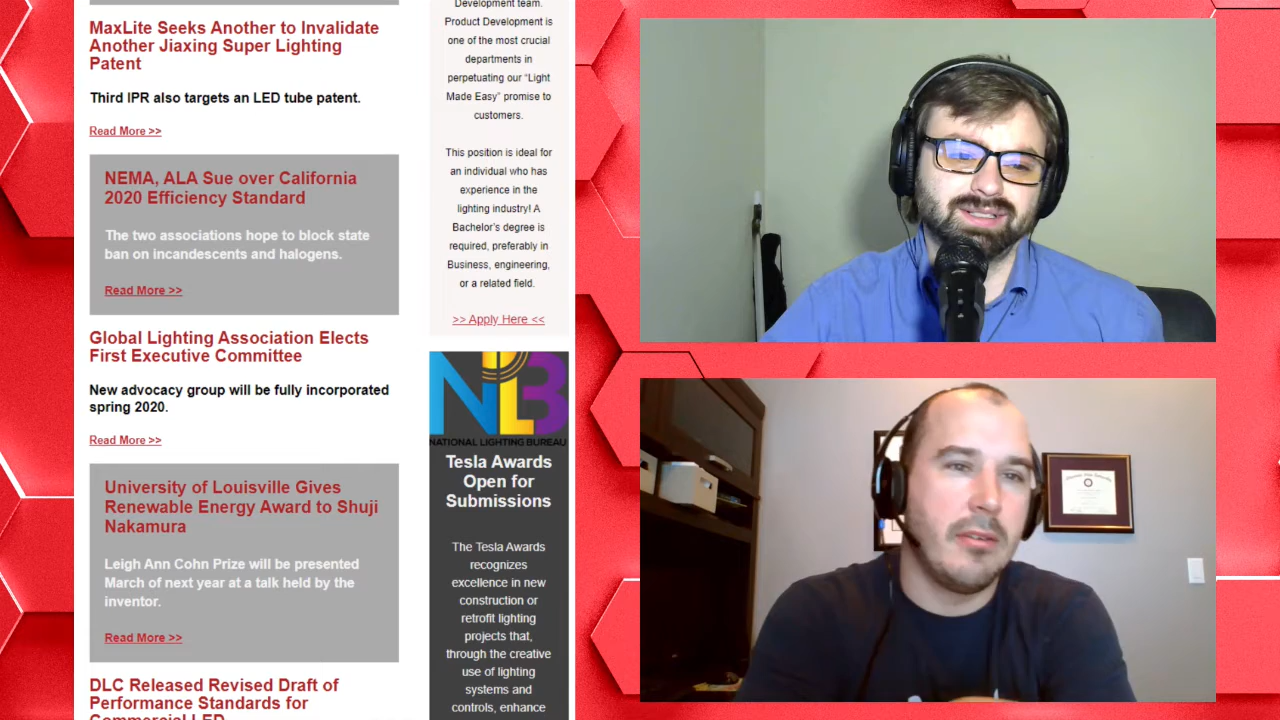 MaxLite Seeks Another to Invalidate
Another Jiaxing Super Lighting
Patent
Third IPR also targets an LED tube patent.
Read More >>
NEMA, ALA Sue over California
2020 Efficiency Standard
The two associations hope to block state
ban on incandescents and halogens.
Read More >>
Global Lighting Association Elects
First Executive Committee
New advocacy group will be fully incorporated
spring 2020.
Read More >>
University of Louisville Gives
Renewable Energy Award to Shuji
Nakamura
Leigh Ann Cohn Prize will be presented
March of next year at a talk held by the
inventor.
Read More >>
DLC Released Revised Draft of
Performance Standards for
Commercial LED
Development team.
Product Development is
one of the most crucial
departments in
perpetuating our “Light
Made Easy” promise to
customers.
This position is ideal for
an individual who has
experience in the
lighting industry! A
Bachelor’s degree is
required, preferably in
Business, engineering,
or a related field.
>> Apply Here <<
NLB
NATIONAL LIGHTING BUREAU
Tesla Awards
Open for
Submissions
The Tesla Awards
recognizes
excellence in new
construction or
retrofit lighting
projects that,
through the creative
use of lighting
systems and
controls, enhance